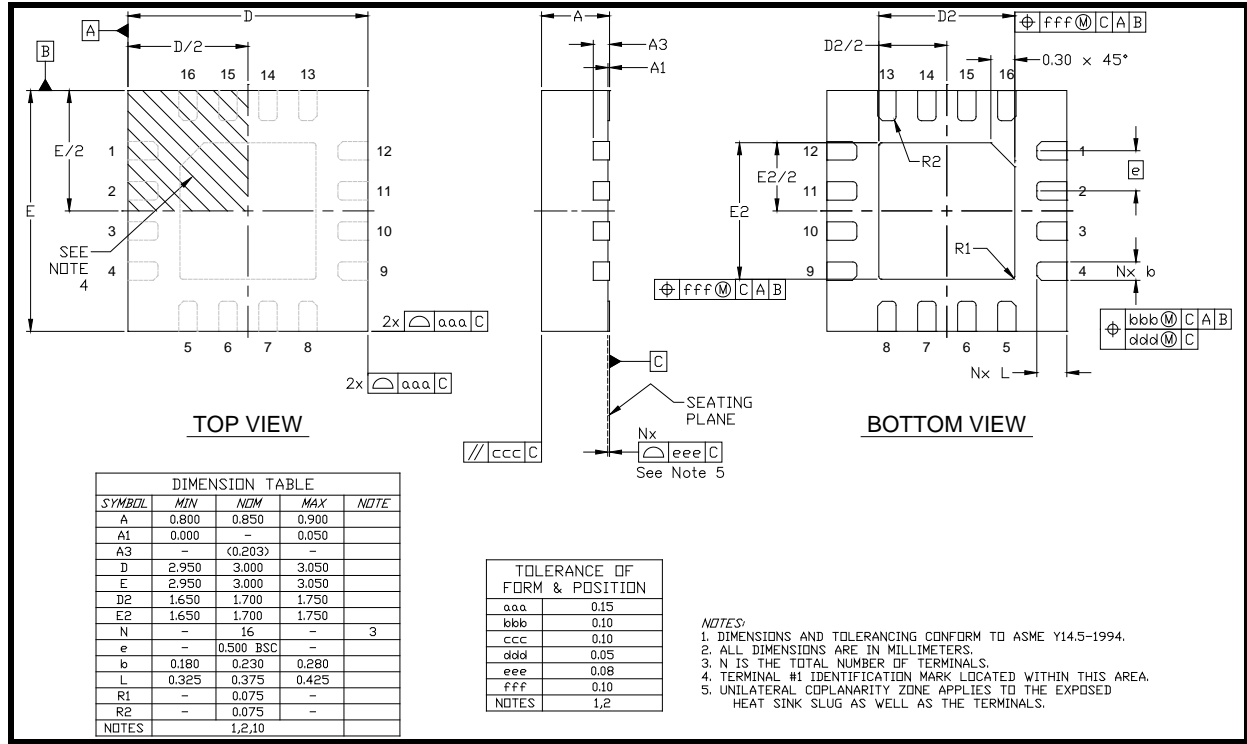 D
A
D/2
B
16 15 14 13
E/2
1
2
3
4
E
SEE
NOTE
4
12
11
10
9
5 6 7 8
2x aaa C
2x aaa C
TOP VIEW
A
A3
A1
C
SEATING
PLANE
Nx
eee C
See Note 5
// ccc C
D2
fff Ⓜ C A B
D2/2
0.30 x 45°
13 14 15 16
R2
12
11
10
9
E2/2
E2
R1
fff Ⓜ C A B
1
e
2
3
4
Nx b
bbb Ⓜ C A B
ddd Ⓜ C
8 7 6 5
Nx L
BOTTOM VIEW
DIMENSION TABLE
SYMBOL MIN NOM MAX NOTE
A 0.800 0.850 0.900
A1 0.000 - 0.050
A3 - (0.203) -
D 2.950 3.000 3.050
E 2.950 3.000 3.050
D2 1.650 1.700 1.750
E2 1.650 1.700 1.750
N - 16 - 3
e - 0.500 BSC -
b 0.180 0.230 0.280
L 0.325 0.375 0.425
R1 - 0.075 -
R2 - 0.075 -
NOTES 1,2,10
TOLERANCE OF
FORM & POSITION
aaa 0.15
bbb 0.10
ccc 0.10
ddd 0.05
eee 0.08
fff 0.10
NOTES 1,2
NOTES:
1. DIMENSIONS AND TOLERANCING CONFORM TO ASME Y14.5-1994.
2. ALL DIMENSIONS ARE IN MILLIMETERS.
3. N IS THE TOTAL NUMBER OF TERMINALS.
4. TERMINAL #1 IDENTIFICATION MARK LOCATED WITHIN THIS AREA.
5. UNILATERAL COPLANARITY ZONE APPLIES TO THE EXPOSED
HEAT SINK SLUG AS WELL AS THE TERMINALS.